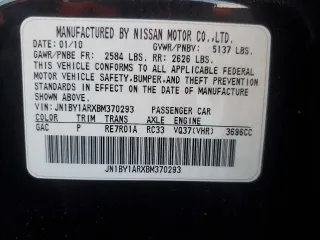 MANUFACTURED BY NISSAN MOTOR CO.,LTD.
DATE: 01/10 GVWR/PNBV: 5137 LBS.
GAWR/PNBE FR: 2584 LBS. RR: 2626 LBS.
THIS VEHICLE CONFORMS TO ALL APPLICABLE FEDERAL
MOTOR VEHICLE SAFETY,BUMPER,AND THEFT PREVENTION
STANDARDS IN EFFECT ON THE DATE OF MANUFACTURE
SHOWN ABOVE.
VIN: JN1BY1ARXBM370293 PASSENGER CAR
COLOR TRIM TRANS AXLE ENGINE
GAC P RE7R01A RC33 VQ37(VHR) 3696CC
JN1BY1ARXBM370293